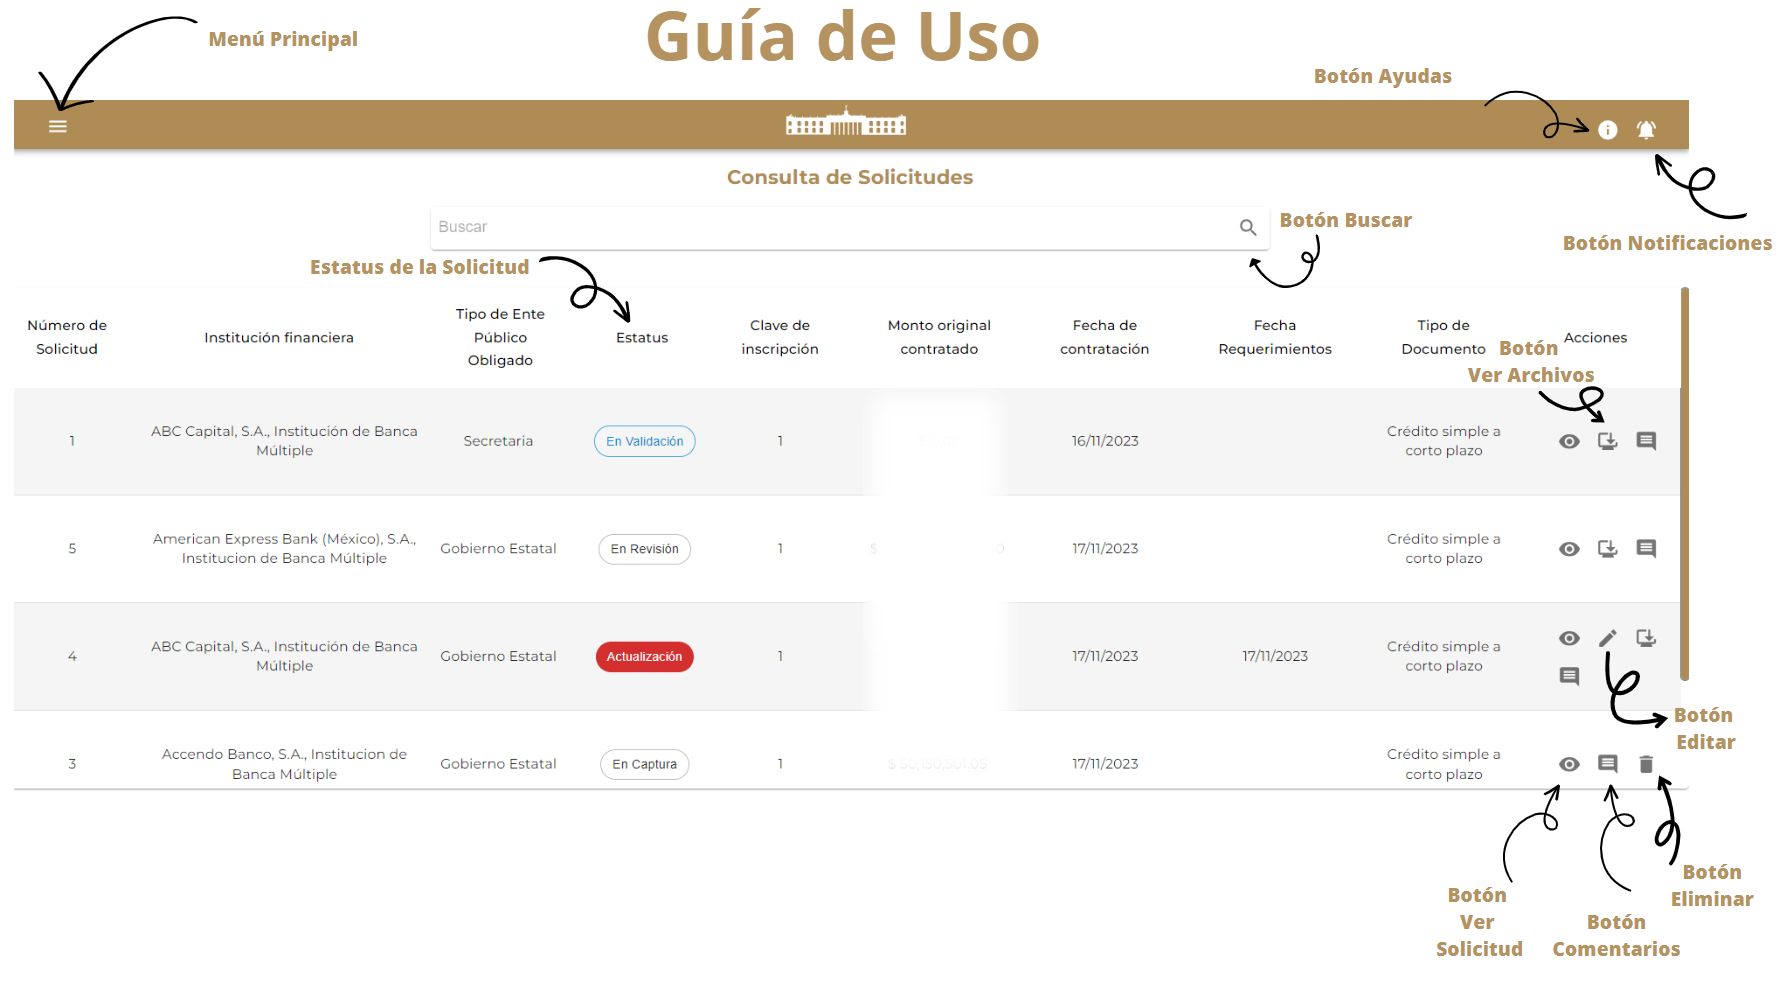 Guía de Uso
Menú Principal
Botón Ayudas
Consulta de Solicitudes
Buscar
Botón Buscar
Botón Notificaciones
Estatus de la Solicitud
Número de
Solicitud
Institución financiera
Tipo de Ente
Público
Obligado
Estatus
Clave de
inscripción
Monto original
contratado
Fecha de
contratación
Fecha
Requerimientos
Tipo de
Documento
Acciones
Botón
Ver Archivos
1
ABC Capital, S.A., Institución de Banca
Múltiple
Secretaria
En Validación
1
16/11/2023
Crédito simple a
corto plazo
5
American Express Bank (México), S.A.,
Institucion de Banca Múltiple
Gobierno Estatal
En Revisión
1
$
0
17/11/2023
Crédito simple a
corto plazo
4
ABC Capital, S.A., Institución de Banca
Múltiple
Gobierno Estatal
Actualización
1
17/11/2023
17/11/2023
Crédito simple a
corto plazo
Botón
Editar
3
Accendo Banco, S.A., Institucion de
Banca Múltiple
Gobierno Estatal
En Captura
1
17/11/2023
Crédito simple a
corto plazo
Botón
Ver
Solicitud
Botón
Comentarios
Botón
Eliminar